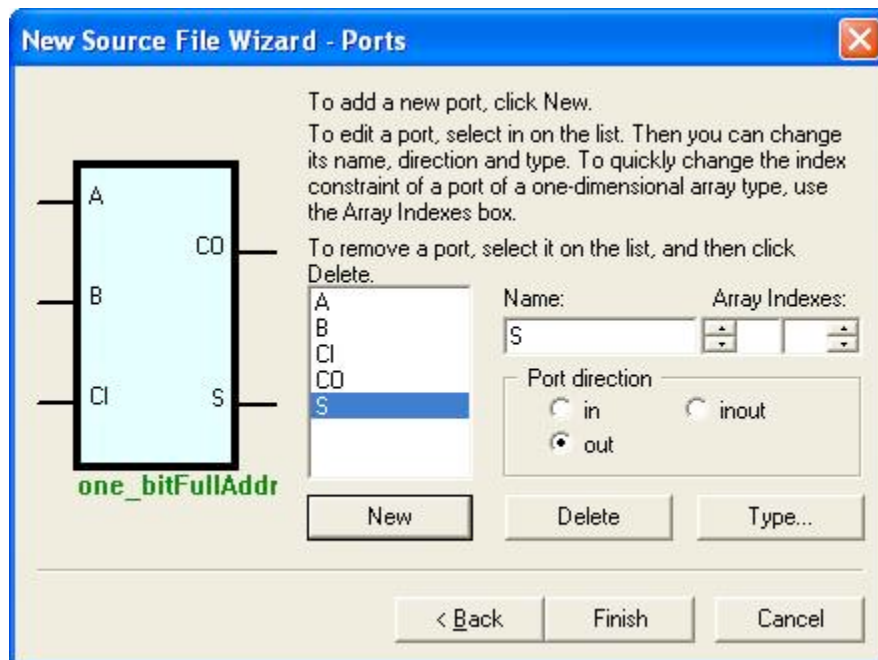 New Source File Wizard - Ports
To add a new port, click New.
To edit a port, select in on the list. Then you can change
its name, direction and type. To quickly change the index
constraint of a port of a one-dimensional array type, use
the Array Indexes box.
To remove a port, select it on the list, and then click
Delete.
A
CO
B
CI
S
one_bitFullAddr
A
B
CI
CO
S
Name:
Array Indexes:
S
Port direction
in
inout
out
New
Delete
Type...
< Back
Finish
Cancel